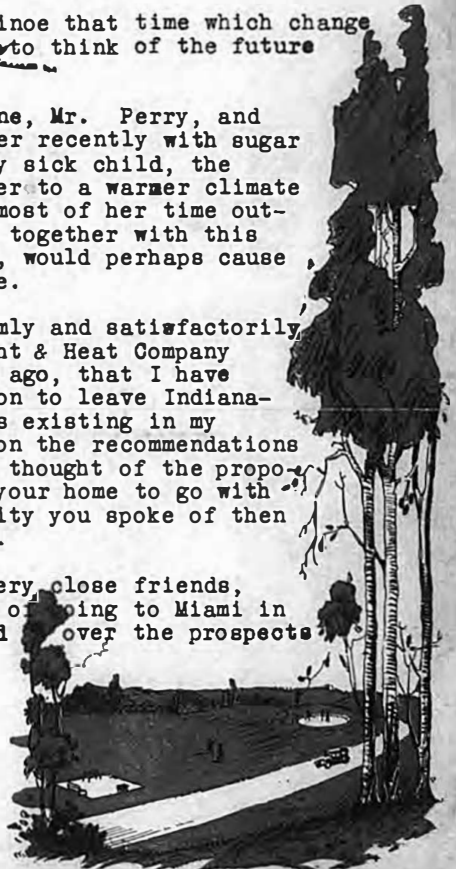 inoe that time which change
to think of the future
ne, Mr. Perry, and
er recently with sugar
y sick child, the
er to a warmer climate
most of her time out-
together with this
, would perhaps cause
e.
mly and satisfactorily
nt & Heat Company
ago, that I have
on to leave Indiana-
s existing in my
on the recommendations
thought of the propo-
your home to go with
ity you spoke of then
ery close friends,
oing to Miami in
over the prospects